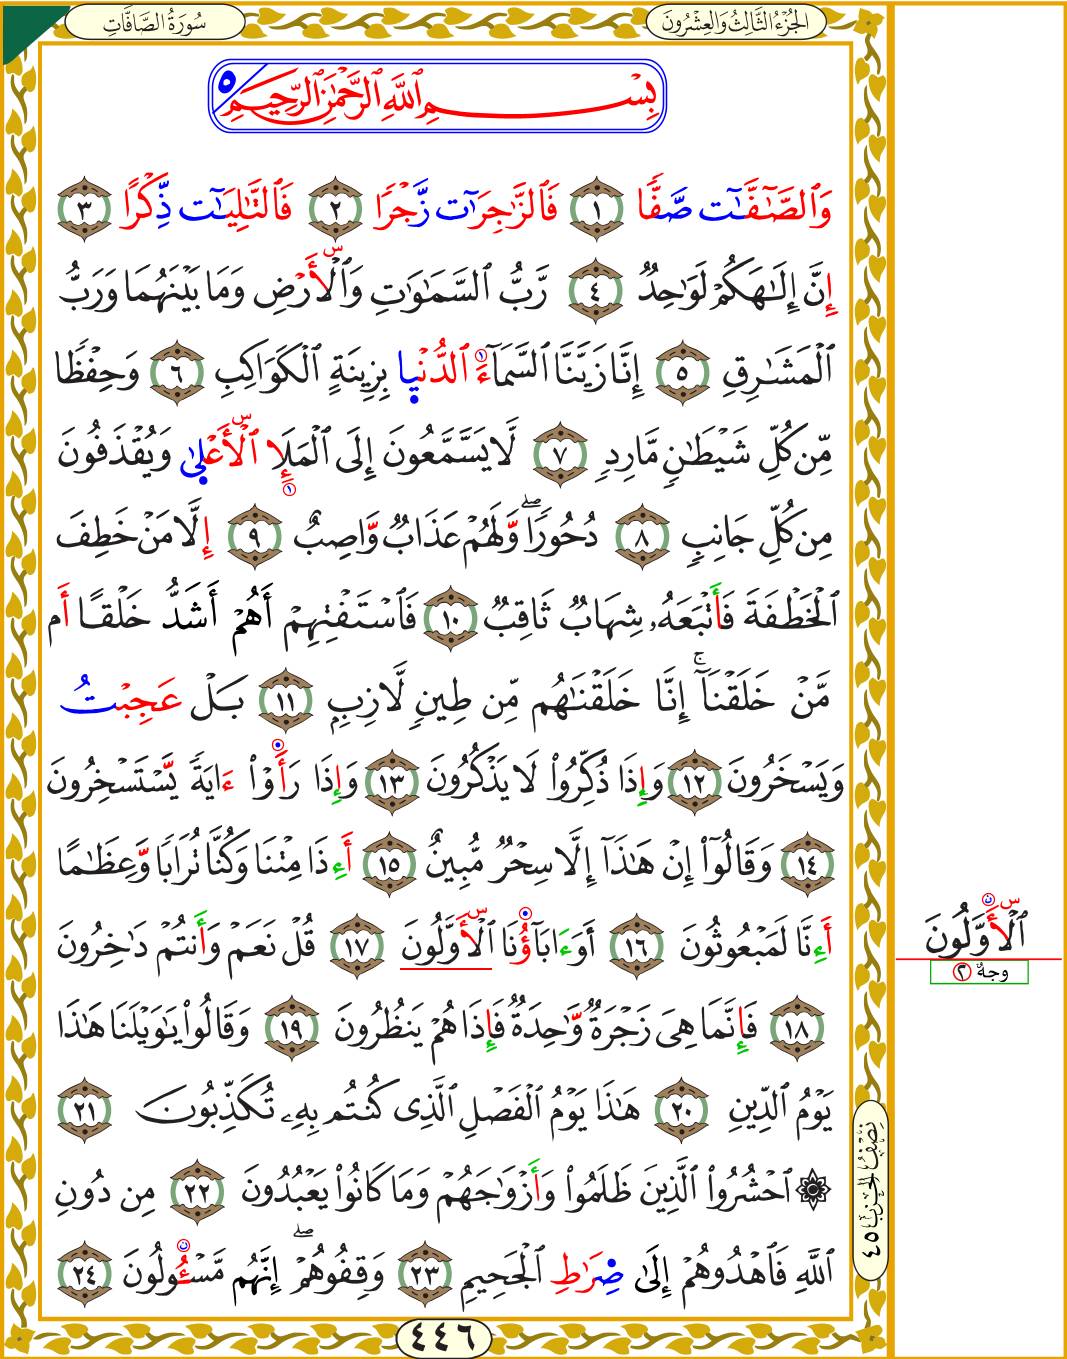 سُورَةُ الصَّافَّاتِ
الجُزْءُ الثَّالِثُ وَالعِشْرُونَ
بِسْمِ ٱللَّهِ ٱلرَّحْمَٰنِ ٱلرَّحِيمِ ٥
وَٱلصَّـٰٓفَّـٰٓت صَّفّٗا ١ فَٱلزَّٰجِرَٰٓت زَّجۡرٗا ٢ فَٱلتَّـٰلِيَـٰٓت ذِّكۡرًا ٣
إِنَّ إِلَـٰهَكُمۡ لَوَٰحِدٞ ٤ رَّبُّ ٱلسَّمَـٰوَٰتِ وَٱلۡأَرۡضِ وَمَا بَيۡنَهُمَا وَرَبُّ
ٱلۡمَشَـٰرِقِ ٥ إِنَّا زَيَّنَّا ٱلسَّمَآءَ ٱلدُّنۡيٜا بِزِينَةِ ٱلۡكَوَاكِبِ ٦ وَحِفۡظٗا
مِّن كُلِّ شَيۡطَـٰنٖ مَّارِدٖ ٧ لَّا يَسَّمَّعُونَ إِلَى ٱلۡمَلَإِ ٱلۡأَعۡلٜىٰ وَيُقۡذَفُونَ
مِن كُلِّ جَانِبٖ ٨ دُحُورٗاۖ وَّلَهُمۡ عَذَابٞ وَّاصِبٌ ٩ إِلَّا مَنۡ خَطِفَ
ٱلۡخَطۡفَةَ فَأَتۡبَعَهُۥ شِهَابٞ ثَاقِبٞ ١٠ فَٱسۡتَفۡتِهِمۡ أَهُمۡ أَشَدُّ خَلۡقًا أَم
مَّنۡ خَلَقۡنَآۚ إِنَّا خَلَقۡنَـٰهُم مِّن طِينٖ لَّازِبِۭ ١١ بَلۡ عَجِبۡتُ
وَيَسۡخَرُونَ ١٢ وَإِذَا ذُكِّرُواْ لَا يَذۡكُرُونَ ١٣ وَإِذَا رَأَوۡاْ ءَايَةٗ يَّسۡتَسۡخِرُونَ
١٤ وَقَالُوٓاْ إِنۡ هَـٰذَآ إِلَّا سِحۡرٞ مُّبِينٌ ١٥ أَءِذَا مِتۡنَا وَكُنَّا تُرَابٗا وَّعِظَـٰمًا
أَءِنَّا لَمَبۡعُوثُونَ ١٦ أَوَءَابَآؤُنَا ٱلۡأَوَّلُونَ ١٧ قُلۡ نَعَمۡ وَأَنتُمۡ دَٰخِرُونَ
ٱلۡأَوَّلُونَ
وجهٌ ٢
١٨ فَإِنَّمَا هِيَ زَجۡرَةٞ وَّٰحِدَةٞ فَإِذَا هُمۡ يَنظُرُونَ ١٩ وَقَالُواْ يَـٰوَيۡلَنَا هَـٰذَا
يَوۡمُ ٱلدِّينِ ٢٠ هَـٰذَا يَوۡمُ ٱلۡفَصۡلِ ٱلَّذِي كُنتُم بِهِۦ تُكَذِّبُونَ ٢١
۞ ٱحۡشُرُواْ ٱلَّذِينَ ظَلَمُواْ وَأَزۡوَٰجَهُمۡ وَمَا كَانُواْ يَعۡبُدُونَ ٢٢ مِن دُونِ
نِصْفُ الحِزْبِ ٤٥
ٱللَّهِ فَٱهۡدُوهُمۡ إِلَىٰ صِرَٰطِ ٱلۡجَحِيمِ ٢٣ وَقِفُوهُمۡۖ إِنَّهُم مَّسۡـُٔولُونَ ٢٤
٤٤٦